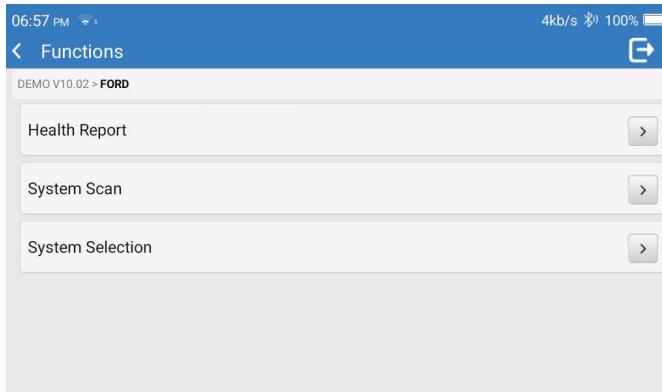 06:57 PM 4kb/s 100%
Functions
DEMO V10.02 > FORD
Health Report
System Scan
System Selection